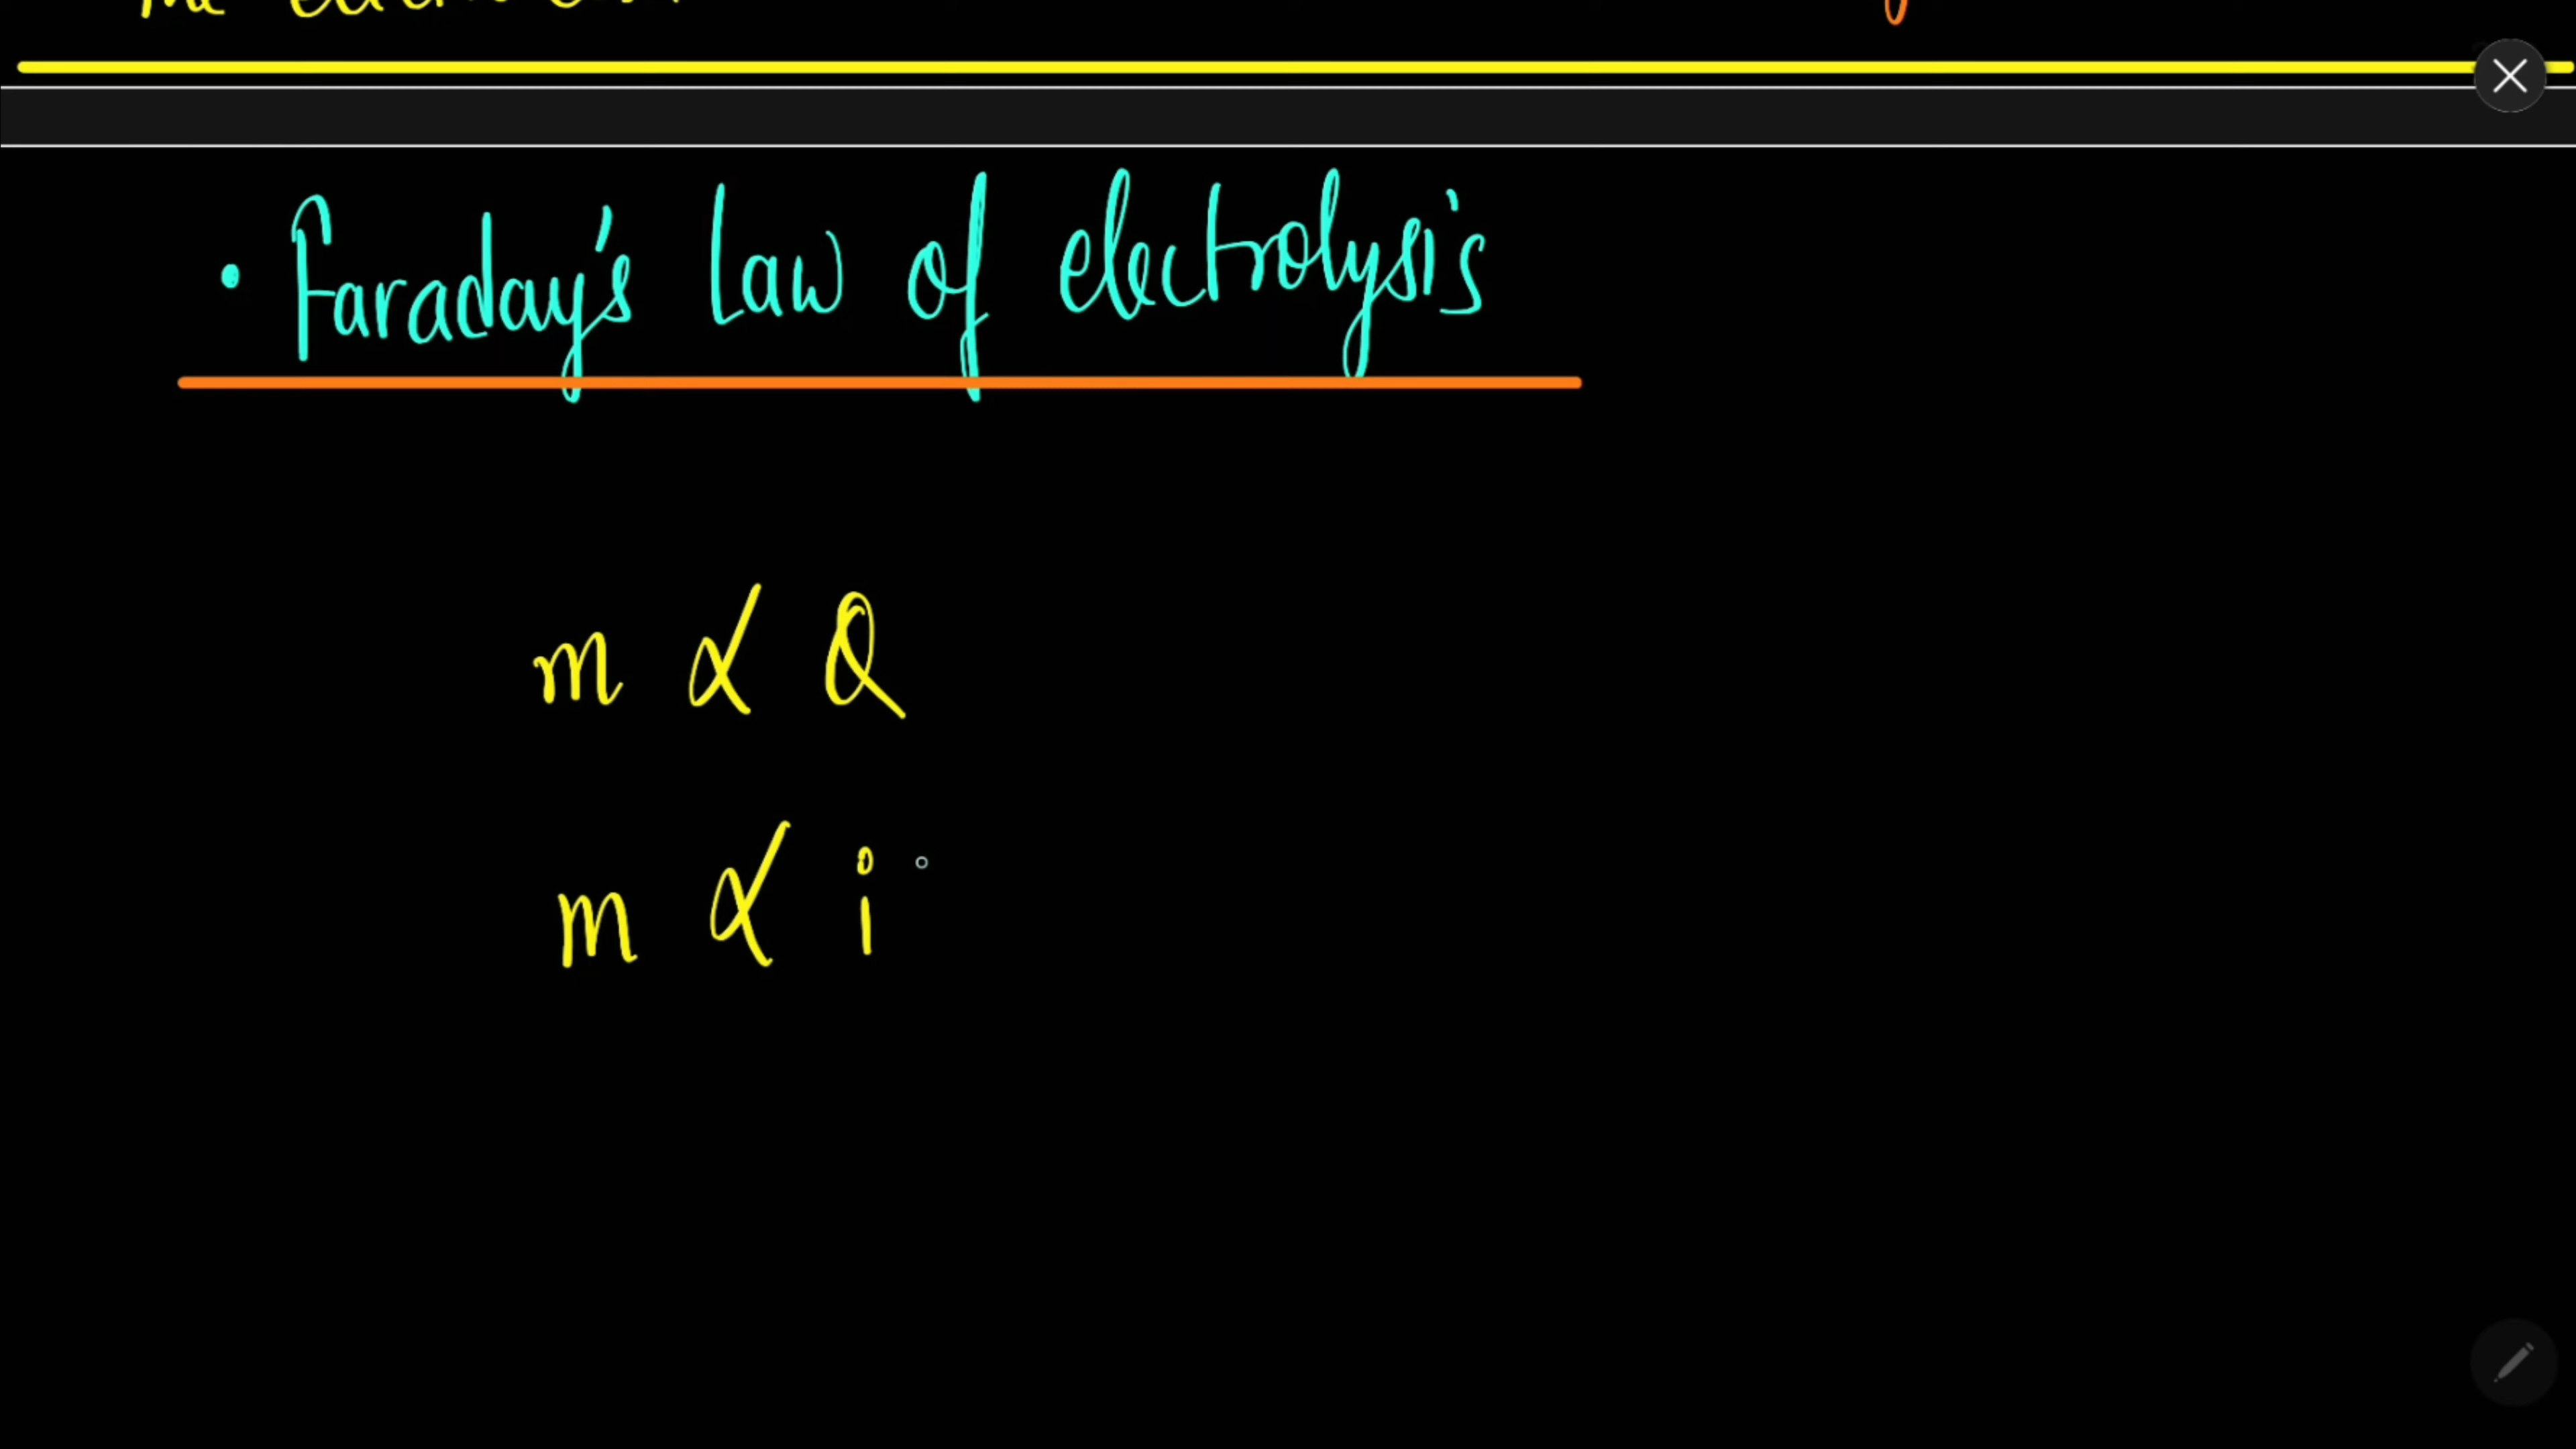 • Faraday's Law of electrolysis
m ∝ Q
m ∝ i